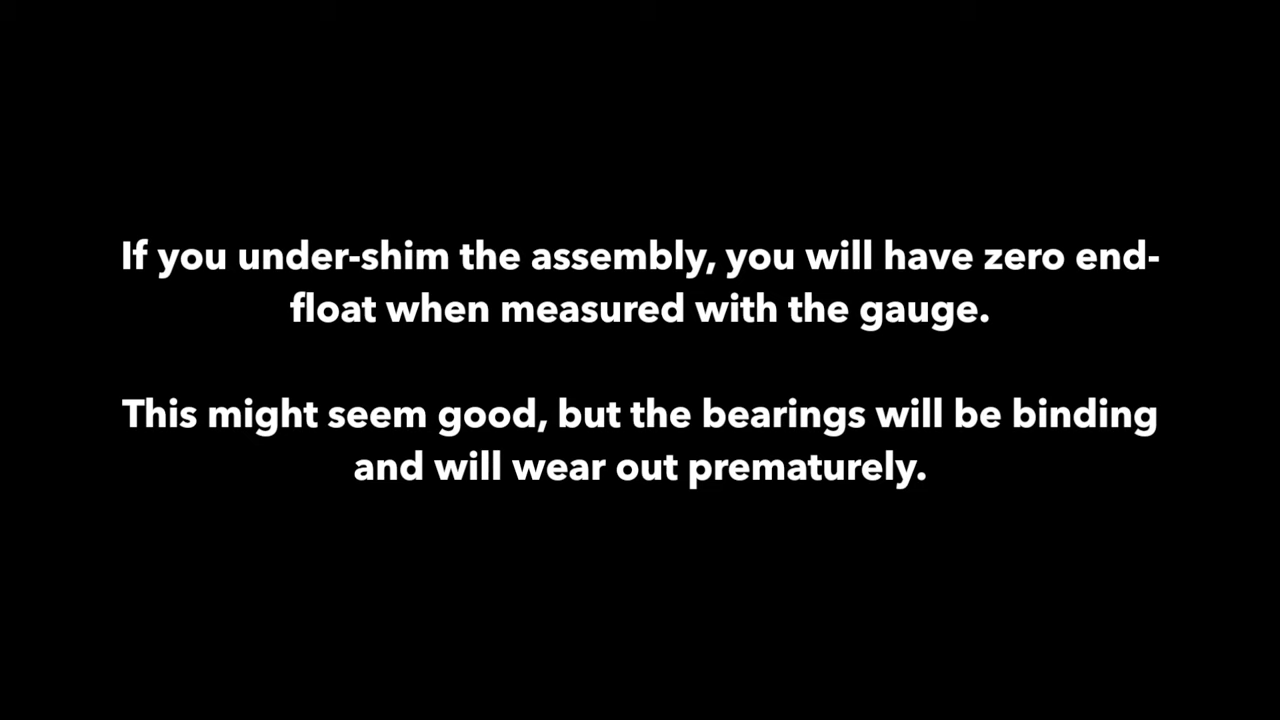 If you under-shim the assembly, you will have zero end-
float when measured with the gauge.
This might seem good, but the bearings will be binding
and will wear out prematurely.